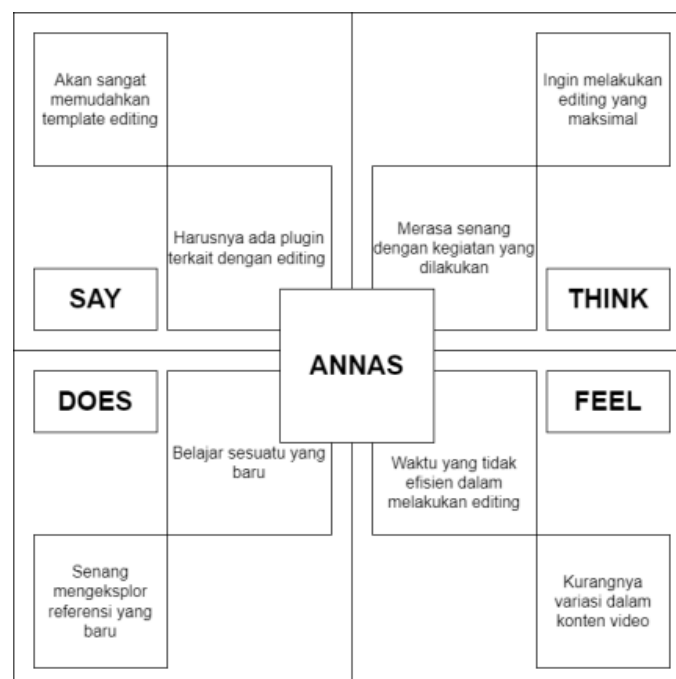 Akan sangat
memudahkan
template editing
Harusnya ada plugin
terkait dengan editing
SAY
Ingin melakukan
editing yang
maksimal
Merasa senang
dengan kegiatan yang
dilakukan
THINK
ANNAS
DOES
Belajar sesuatu yang
baru
Senang
mengeksplor
referensi yang
baru
FEEL
Waktu yang tidak
efisien dalam
melakukan editing
Kurangnya
variasi dalam
konten video